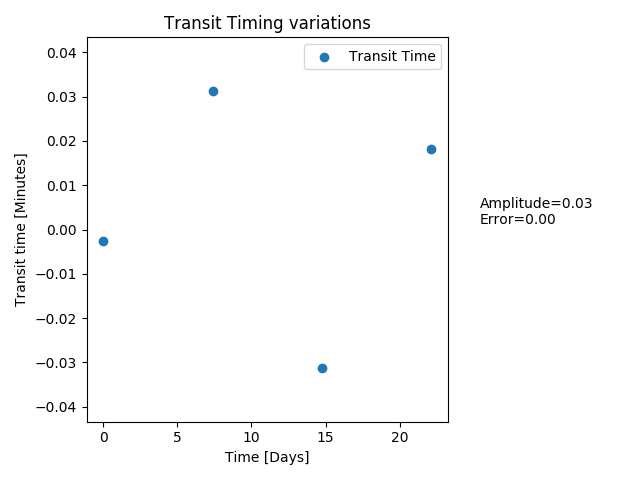 Transit Timing variations
Transit Time
0.04
0.03
0.02
0.01
0.00
−0.01
−0.02
−0.03
−0.04
Transit time [Minutes]
0
5
10
15
20
Time [Days]
Amplitude=0.03
Error=0.00